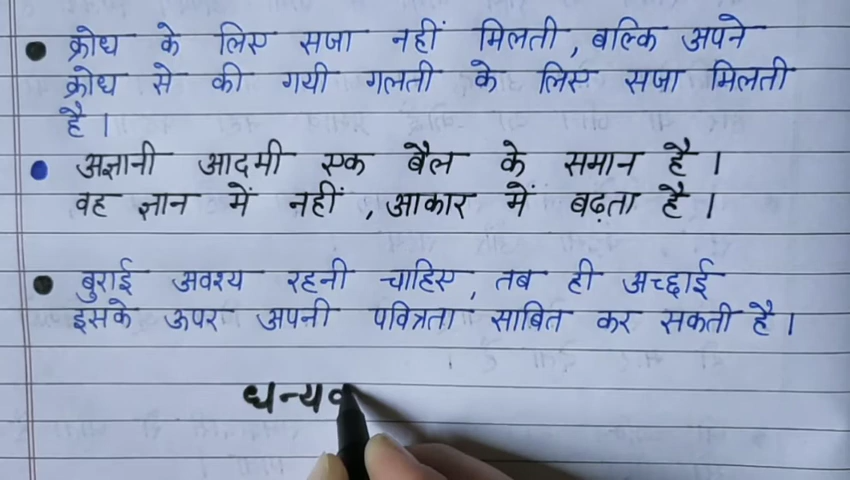 क्रोध के लिए सजा नहीं मिलती, बल्कि अपने
क्रोध से की गयी गलती के लिए सजा मिलती
है।
अज्ञानी आदमी एक बैल के समान है।
वह ज्ञान में नहीं, आकार में बढ़ता है।
बुराई अवश्य रहनी चाहिए, तब ही अच्छाई
इसके ऊपर अपनी पवित्रता साबित कर सकती है।
धन्यव